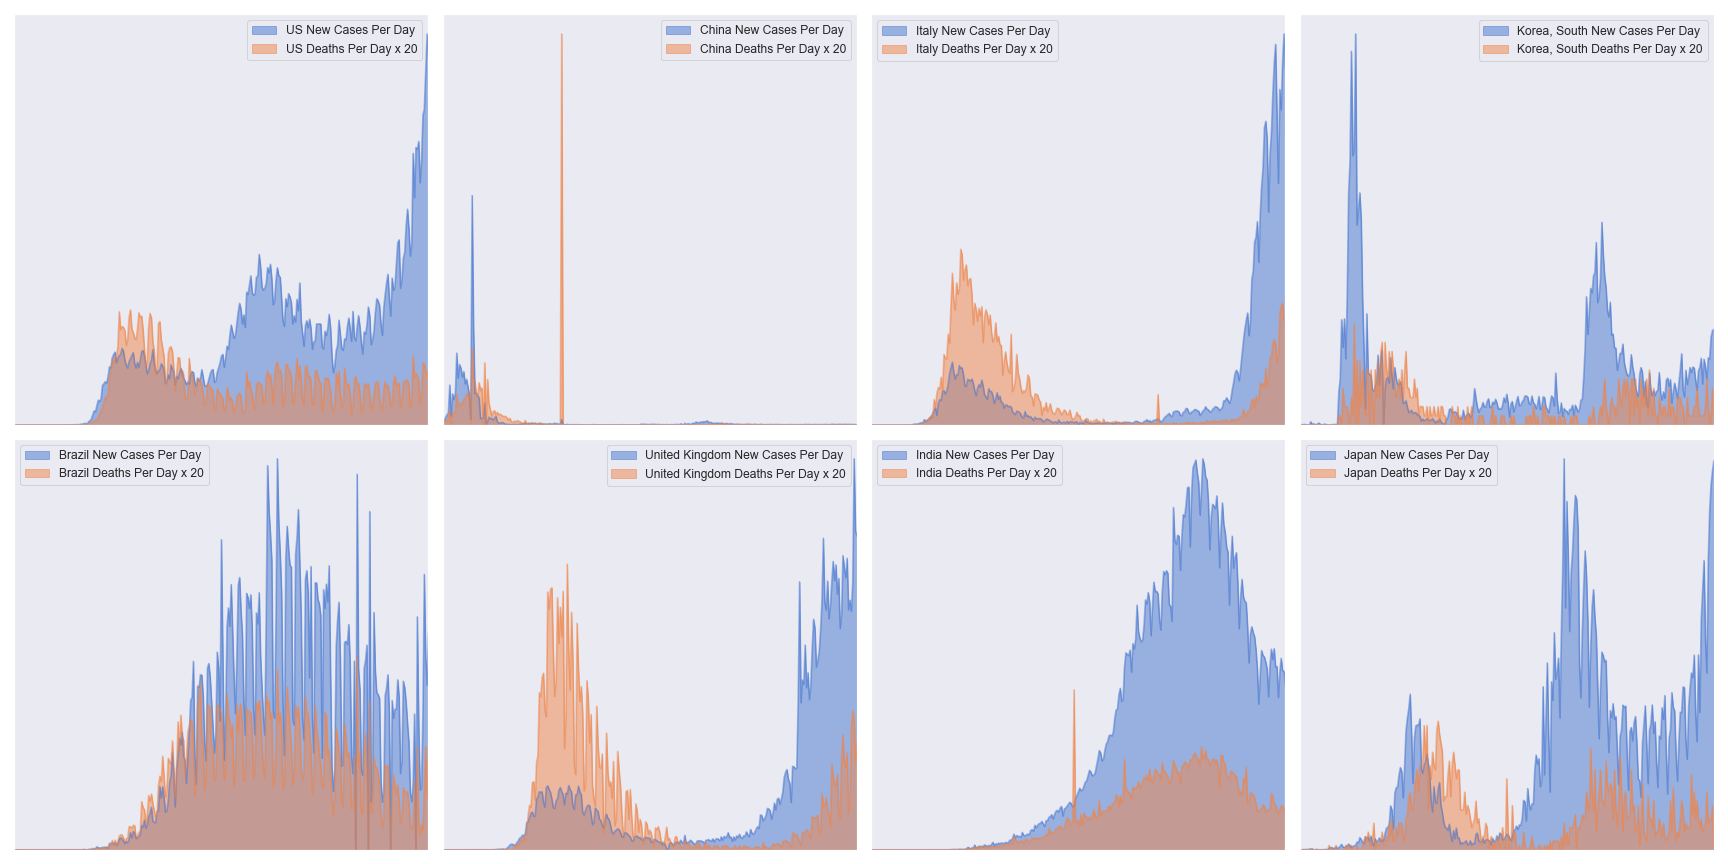 US New Cases Per Day
US Deaths Per Day x 20
China New Cases Per Day
China Deaths Per Day x 20
Italy New Cases Per Day
Italy Deaths Per Day x 20
Korea, South New Cases Per Day
Korea, South Deaths Per Day x 20
Brazil New Cases Per Day
Brazil Deaths Per Day x 20
United Kingdom New Cases Per Day
United Kingdom Deaths Per Day x 20
India New Cases Per Day
India Deaths Per Day x 20
Japan New Cases Per Day
Japan Deaths Per Day x 20